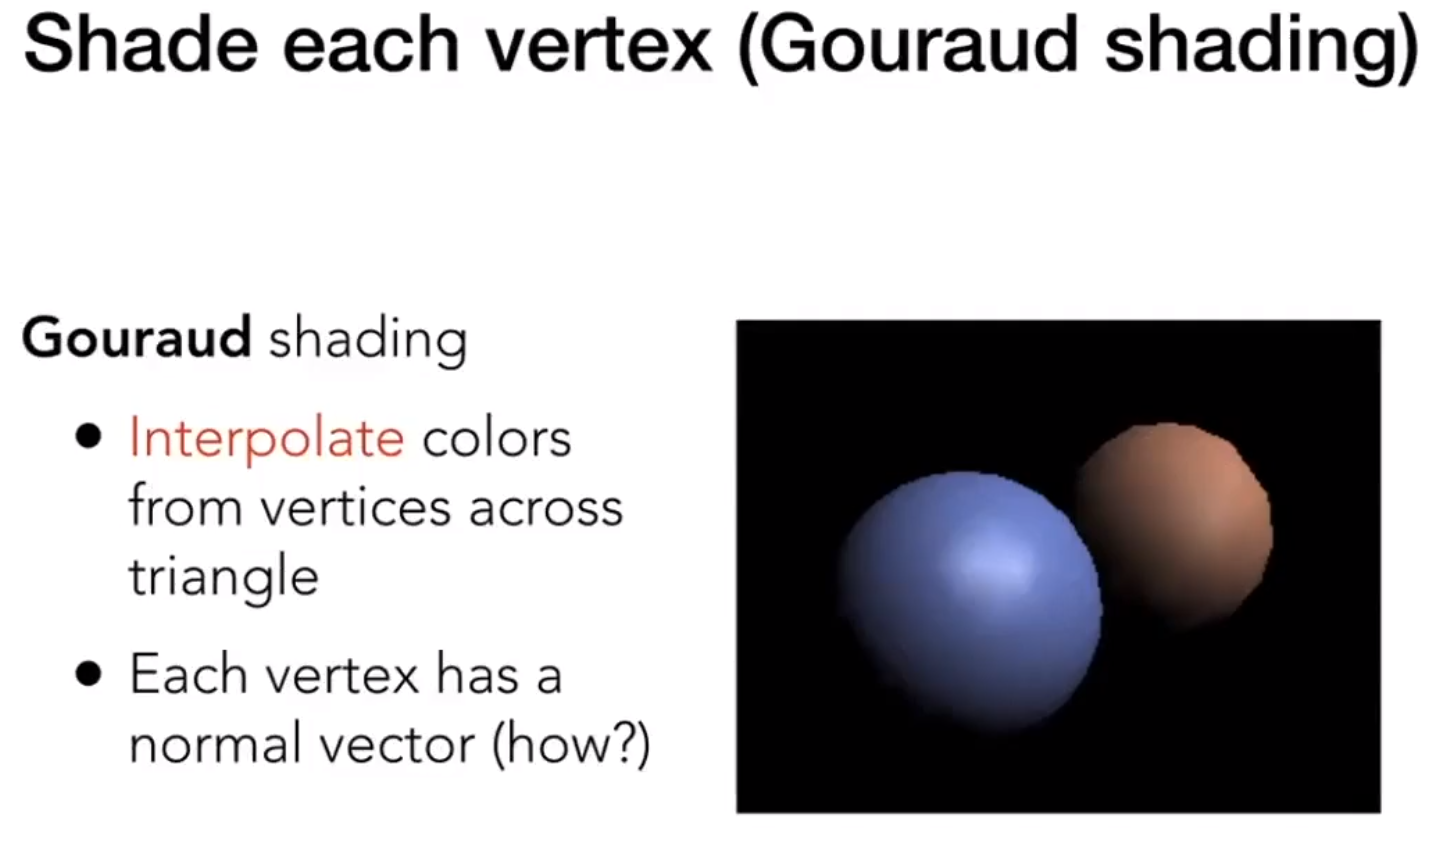 Shade each vertex (Gouraud shading)
Gouraud shading
● Interpolate colors
from vertices across
triangle
● Each vertex has a
normal vector (how?)